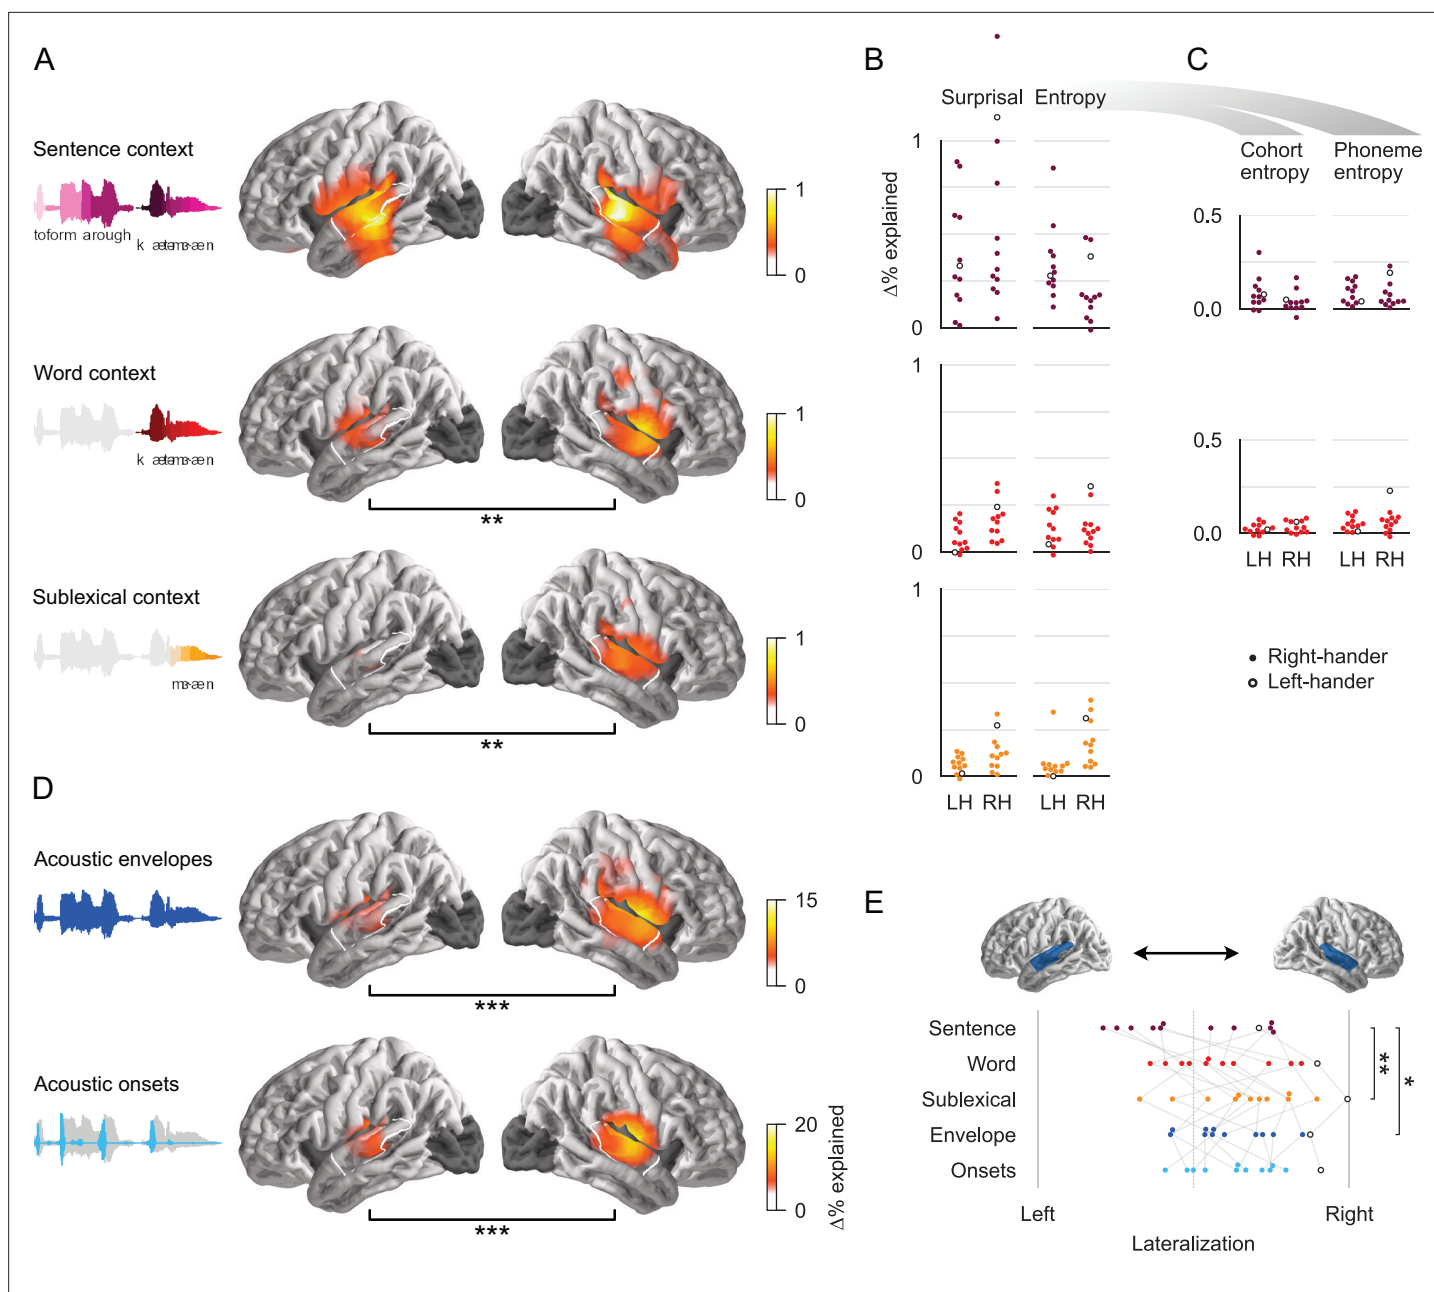 A
Sentence context
toform arough
1
0
Word context
1
0
**
Sublexical context
1
0
**
B
Surprisal Entropy
Δ% explained
1
0
1
0
1
0
LH RH LH RH
C
Cohort entropy
Phoneme entropy
0.5
0.0
0.5
0.0
LH RH LH RH
Right-hander
Left-hander
D
Acoustic envelopes
15
0
***
Acoustic onsets
20
0
Δ% explained
***
E
Sentence
Word
Sublexical
Envelope
Onsets
**
*
Left
Right
Lateralization